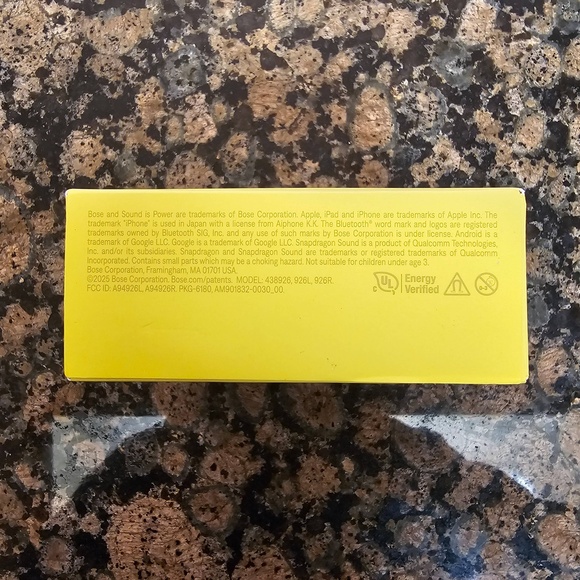 Bose and Sound is Power are trademarks of Bose Corporation. Apple, iPad and iPhone are trademarks of Apple Inc. The
trademark "iPhone" is used in Japan with a license from Aiphone K.K. The Bluetooth® word mark and logos are registered
trademarks owned by Bluetooth SIG, Inc. and any use of such marks by Bose Corporation is under license. Android is a
trademark of Google LLC. Google is a trademark of Google LLC. Snapdragon Sound is a product of Qualcomm Technologies,
Inc. and/or its subsidiaries. Snapdragon and Snapdragon Sound are trademarks or registered trademarks of Qualcomm
Incorporated. Contains small parts which may be a choking hazard. Not suitable for children under age 3.
Bose Corporation, Framingham, MA 01701 USA.
©2025 Bose Corporation. Bose.com/patents. MODEL: 438926, 926L, 926R.
FCC ID: A94926L, A94926R. PKG-6180, AM901832-0030_00.
c UL® Energy
Verified